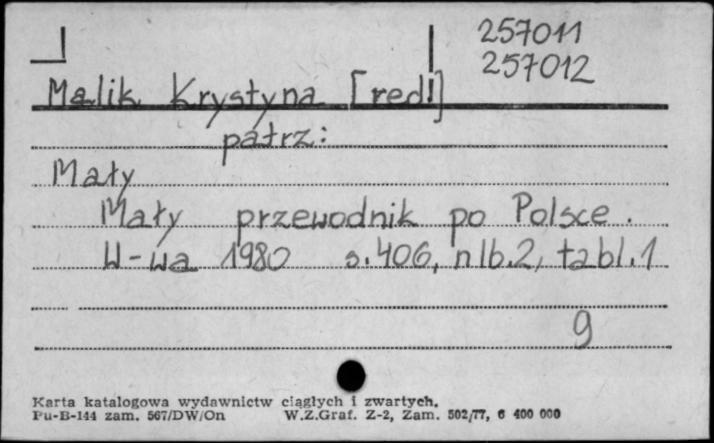 257011
257012
Malik Krystyna [red!]
patrz:
Mały
Mały przewodnik po Polsce.
W-wa 1980 s.406, nlb.2, tabl.1
9
Karta katalogowa wydawnictw ciągłych i zwartych.
Pu-B-144 zam. 567/DW/On W.Z.Graf. Z-2, Zam. 502/77, 6 400 000